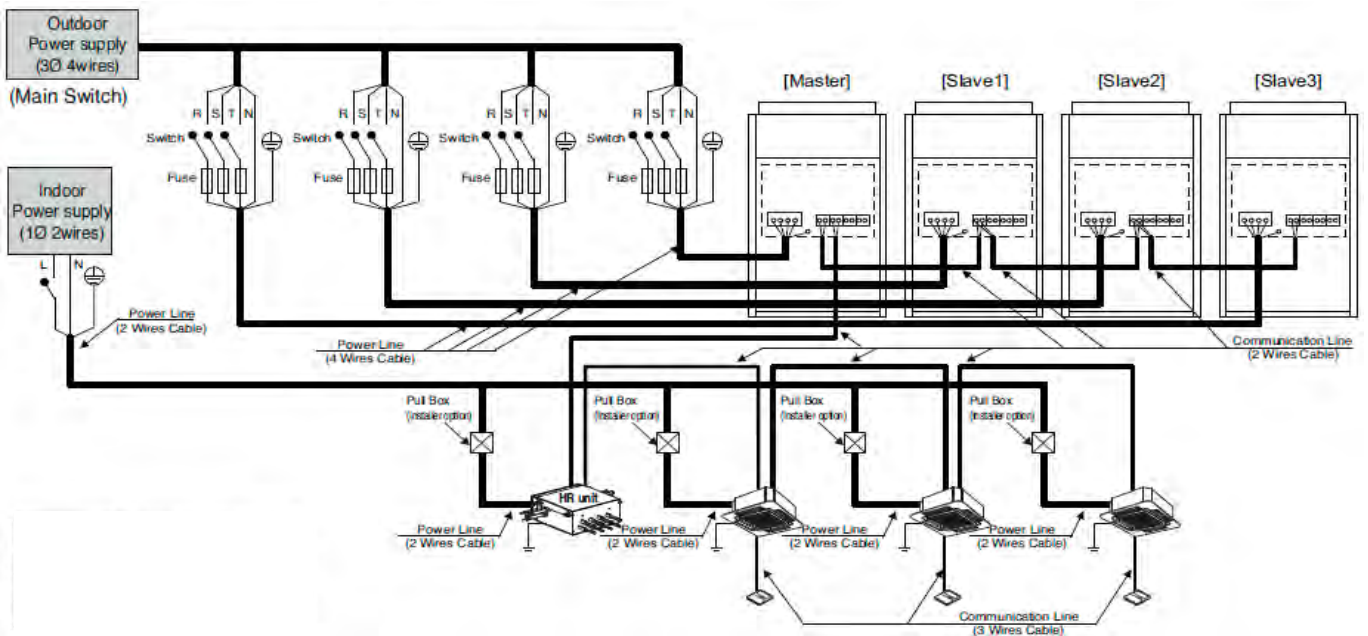 Outdoor
Power supply
(3Ø 4wires)
(Main Switch)
[Master]
[Slave1]
[Slave2]
[Slave3]
R S T N
R S T N
R S T N
R S T N
Switch
Switch
Switch
Switch
Fuse
Fuse
Fuse
Fuse
Indoor
Power supply
(1Ø 2wires)
L
N
Power Line
(2 Wires Cable)
Power Line
(4 Wires Cable)
Communication Line
(2 Wires Cable)
Pull Box
(Installer option)
Pull Box
(Installer option)
Pull Box
(Installer option)
Pull Box
(Installer option)
HR unit
Power Line
(2 Wires Cable)
Power Line
(2 Wires Cable)
Power Line
(2 Wires Cable)
Power Line
(2 Wires Cable)
Communication Line
(3 Wires Cable)